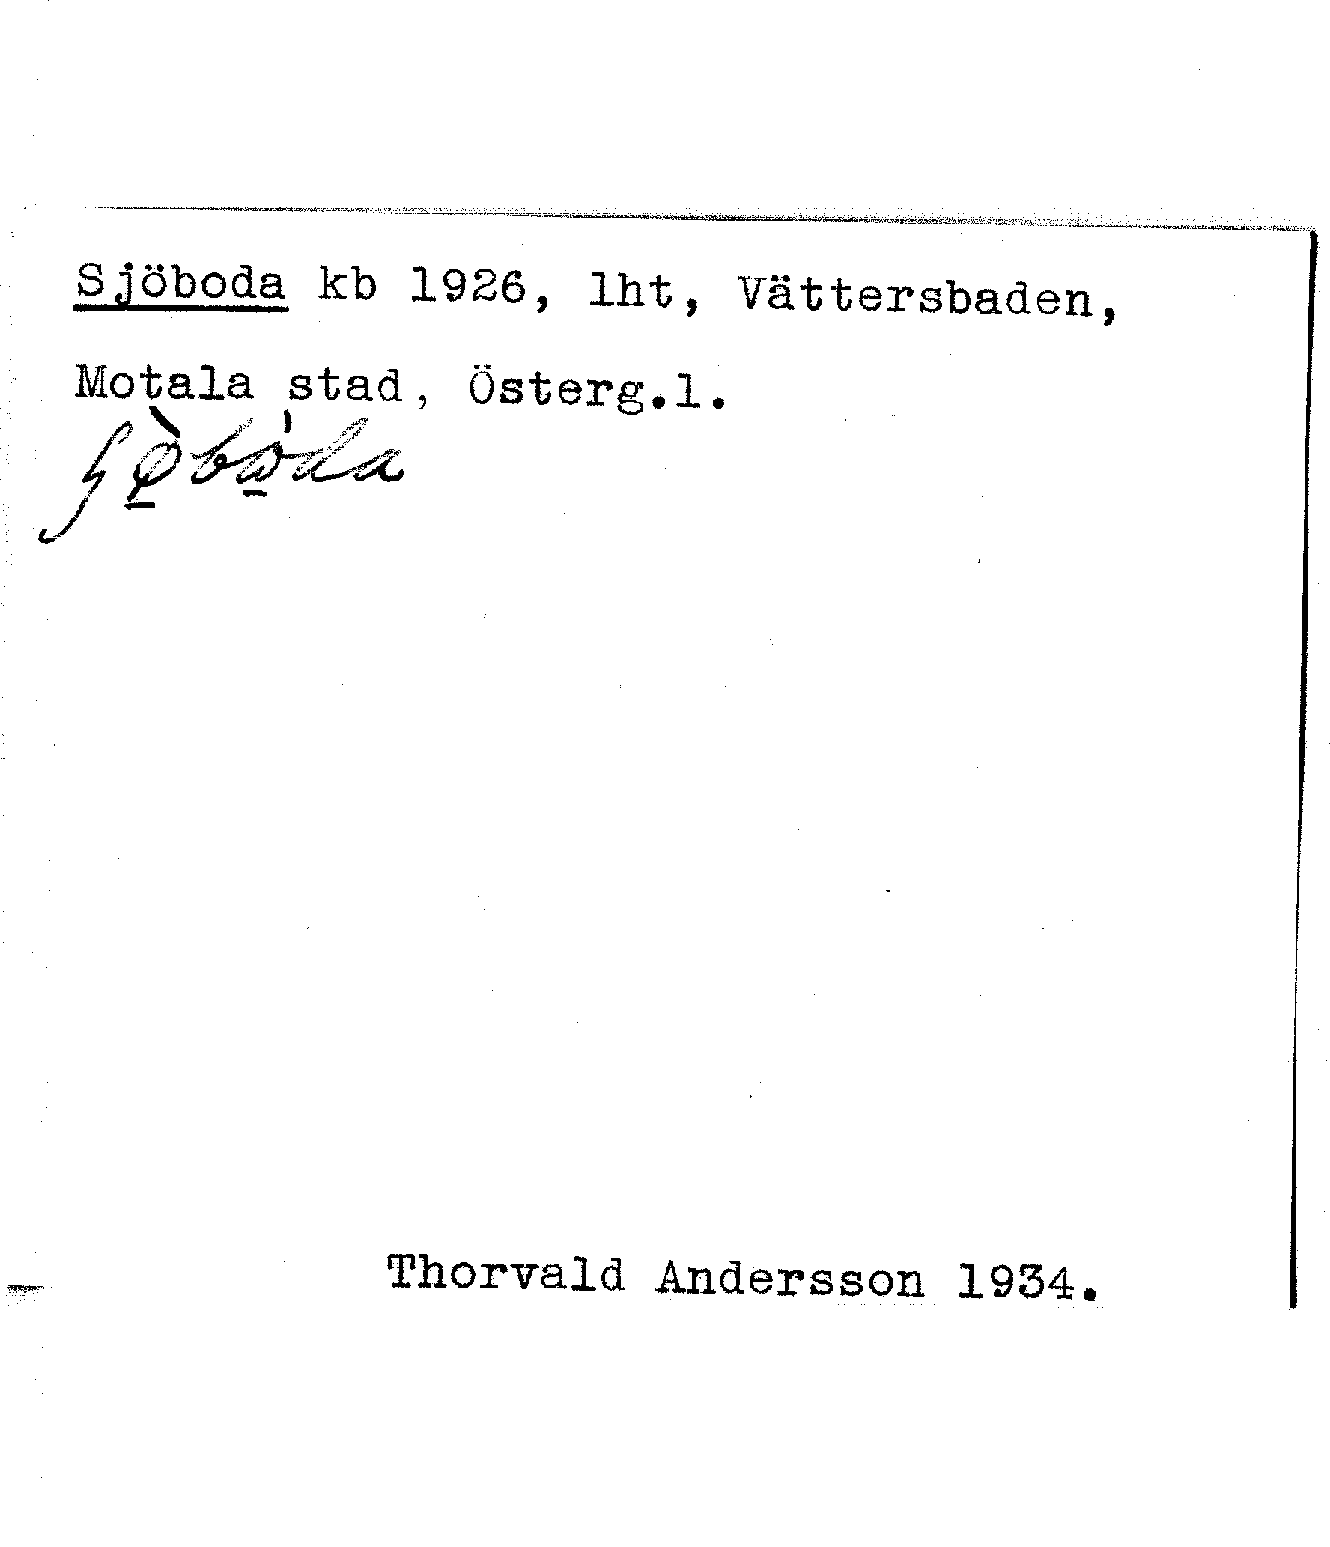 Sjöboda kb 1926, lht, Vättersbaden,
Motala stad, Österg.l.
Thorvald Andersson 1934.